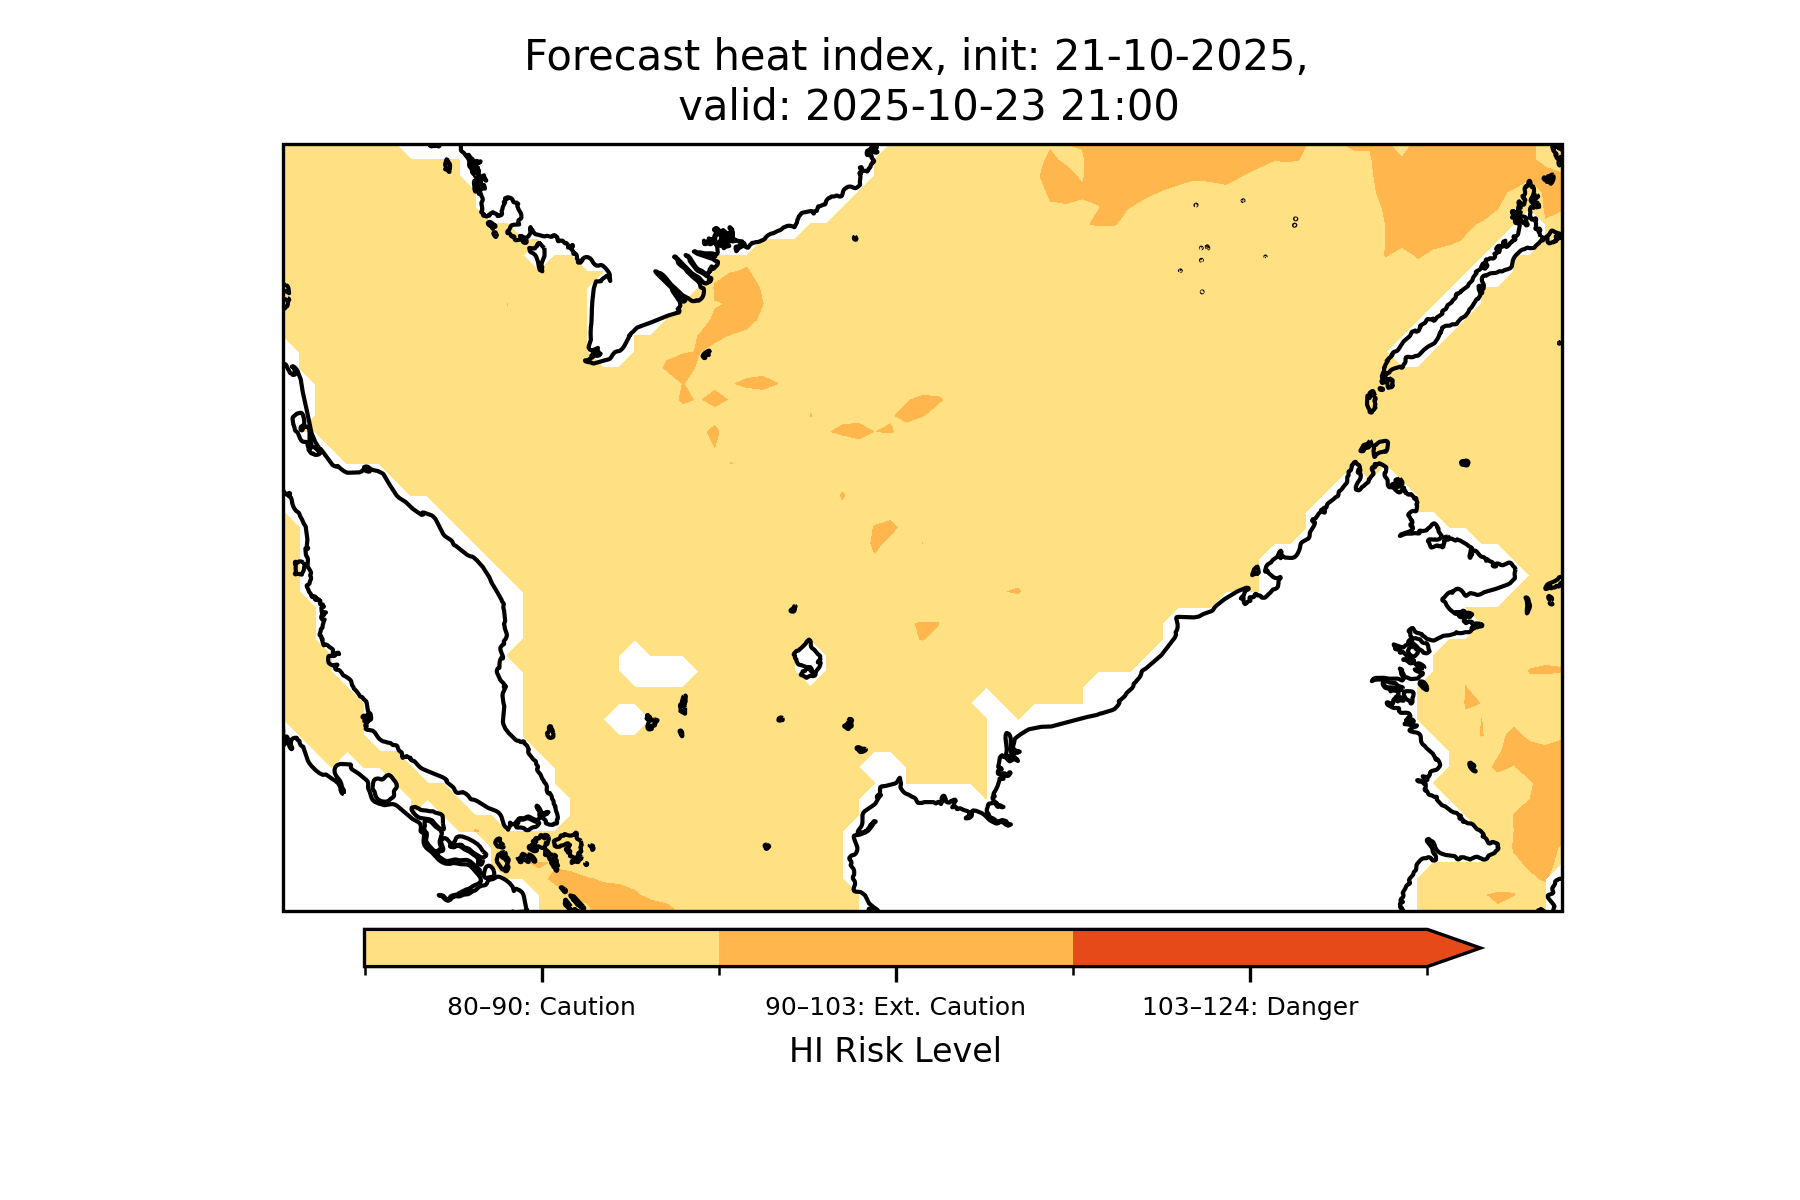 Forecast heat index, init: 21-10-2025,
valid: 2025-10-23 21:00
80–90: Caution
90–103: Ext. Caution
103–124: Danger
HI Risk Level